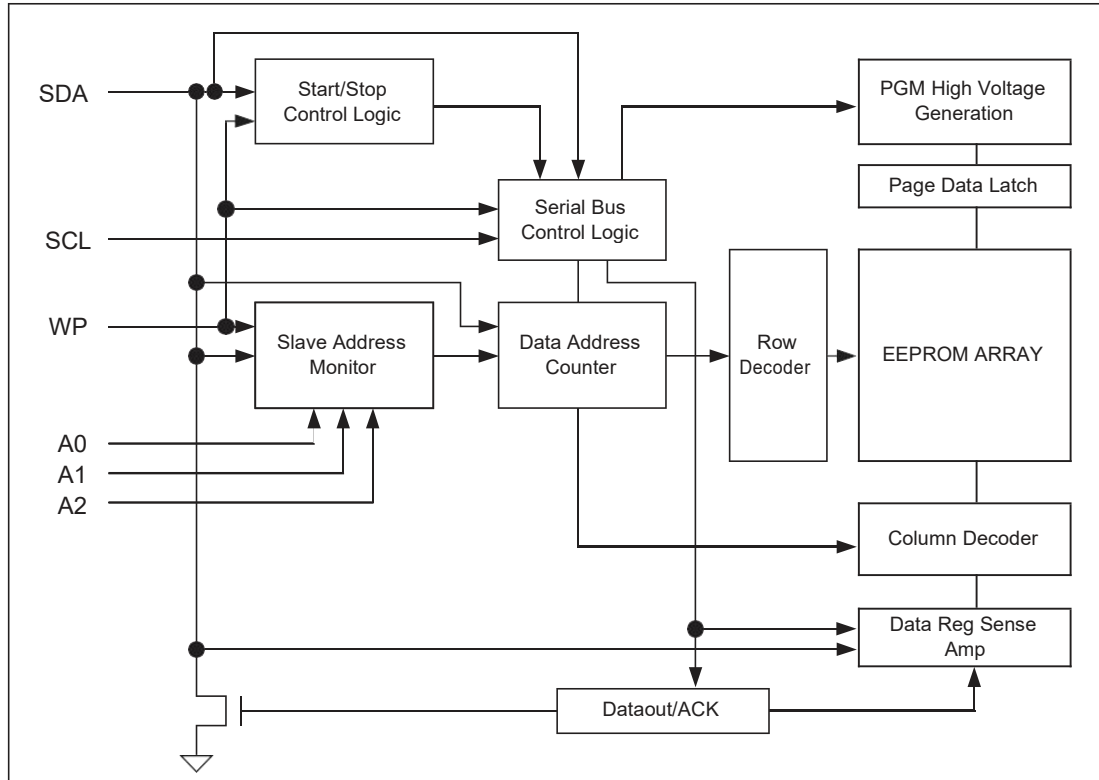 SDA
Start/Stop
Control Logic
PGM High Voltage
Generation
Page Data Latch
SCL
Serial Bus
Control Logic
WP
Slave Address
Monitor
Data Address
Counter
Row
Decoder
EEPROM ARRAY
A0
A1
A2
Column Decoder
Data Reg Sense
Amp
Dataout/ACK